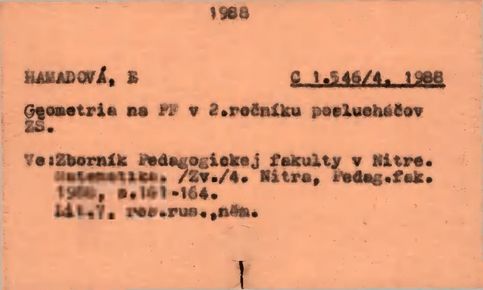 1988
HAMADOVÁ, E C 1.546/4, 1988
Geometria na PF v 2.ročníku poslucháčov
ZŠ.
Ve:Zborník Pedagogickej fakulty v Nitre.
Matematika. /Zv./4. Nitra, Pedag.fak.
1988, s.161-164.
Lit.7, res.rus.,něm.